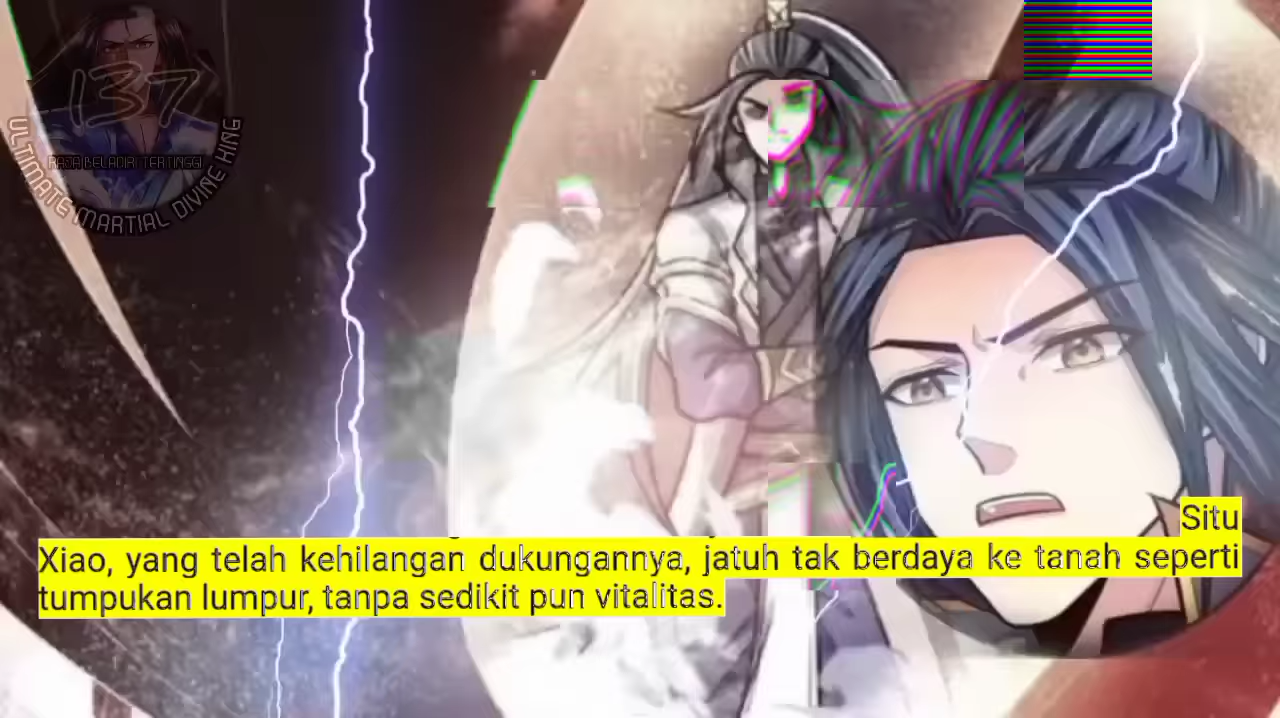 137
RAJA BELADIRI TERTINGGI
ULTIMATE MARTIAL DIVINE KING
Situ
Xiao, yang telah kehilangan dukungannya, jatuh tak berdaya ke tanah seperti
tumpukan lumpur, tanpa sedikit pun vitalitas.